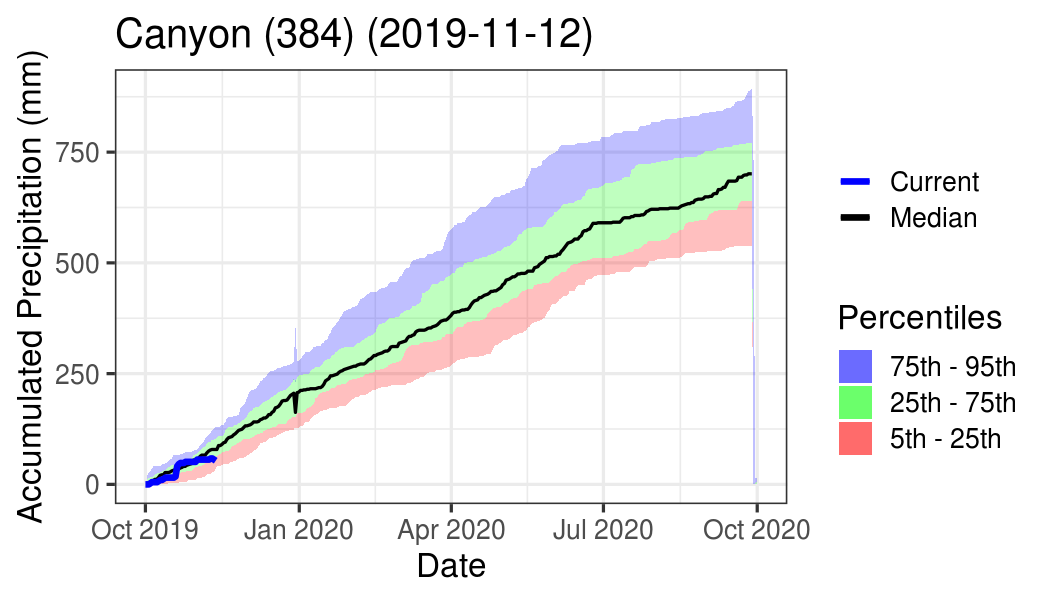 Canyon (384) (2019-11-12)
Accumulated Precipitation (mm)
750
500
250
0
Oct 2019
Jan 2020
Apr 2020
Jul 2020
Oct 2020
Date
Current
Median
Percentiles
75th - 95th
25th - 75th
5th - 25th